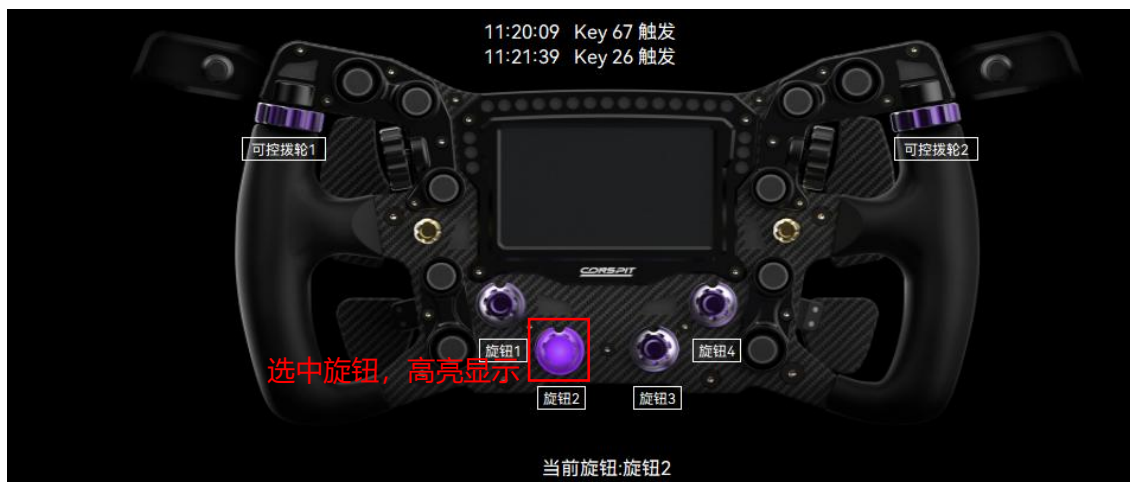 11:20:09 Key 67 触发
11:21:39 Key 26 触发
可控拨轮1
可控拨轮2
CORSPIT
旋钮1
旋钮4
选中旋钮，高亮显示
旋钮2
旋钮3
当前旋钮:旋钮2